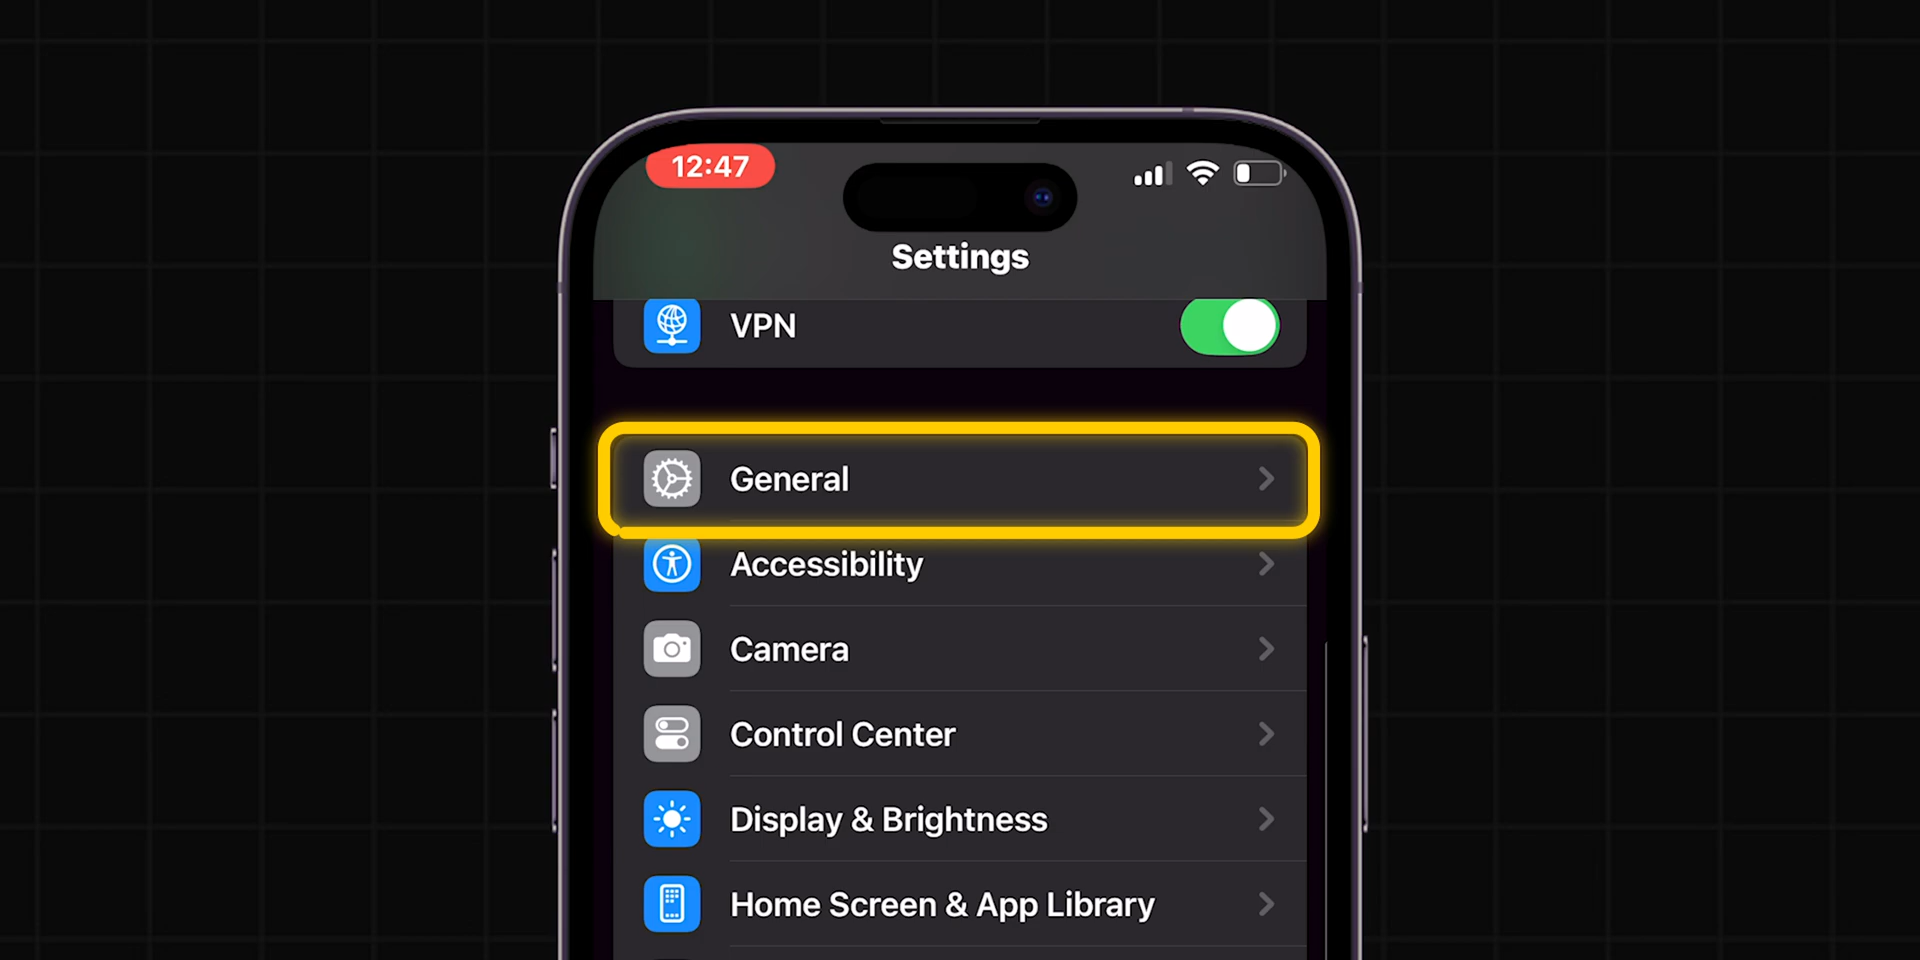 12:47
Settings
VPN
General
Accessibility
Camera
Control Center
Display & Brightness
Home Screen & App Library